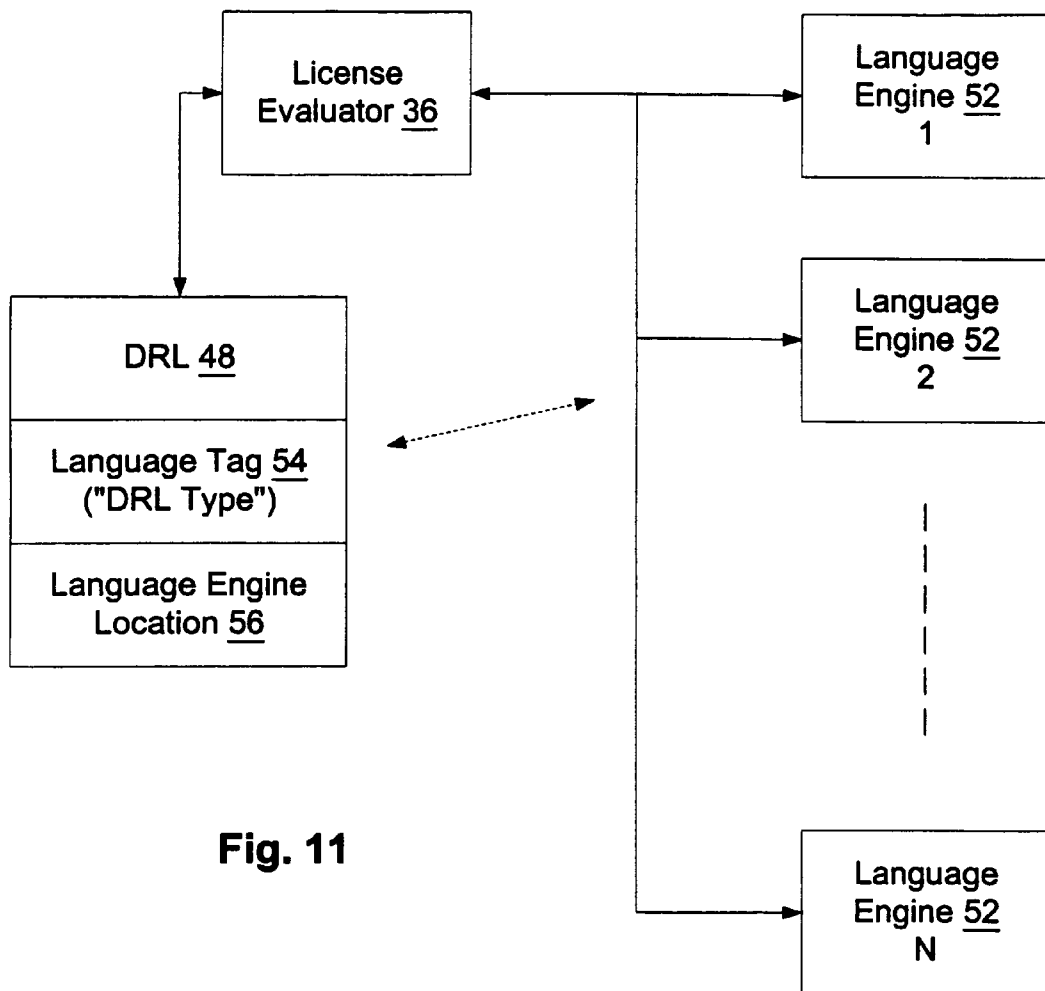 License
Evaluator 36
Language
Engine 52
1
Language
Engine 52
2
DRL 48
Language Tag 54
("DRL Type")
Language Engine
Location 56
Fig. 11
Language
Engine 52
N